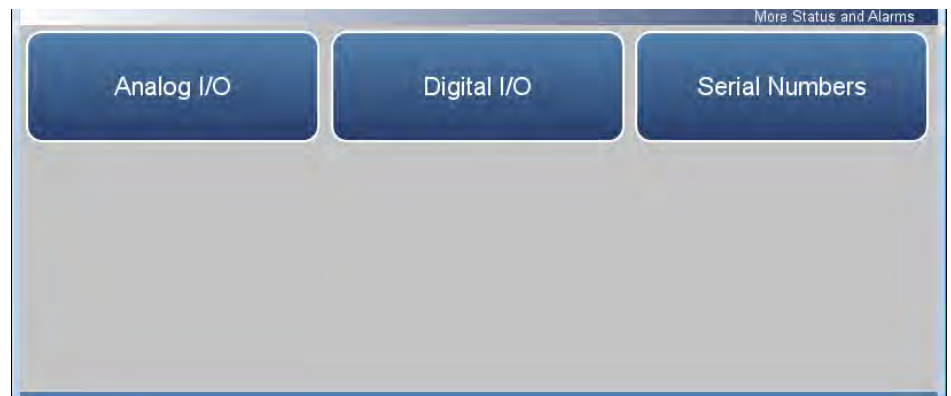 More Status and Alarms
Analog I/O
Digital I/O
Serial Numbers